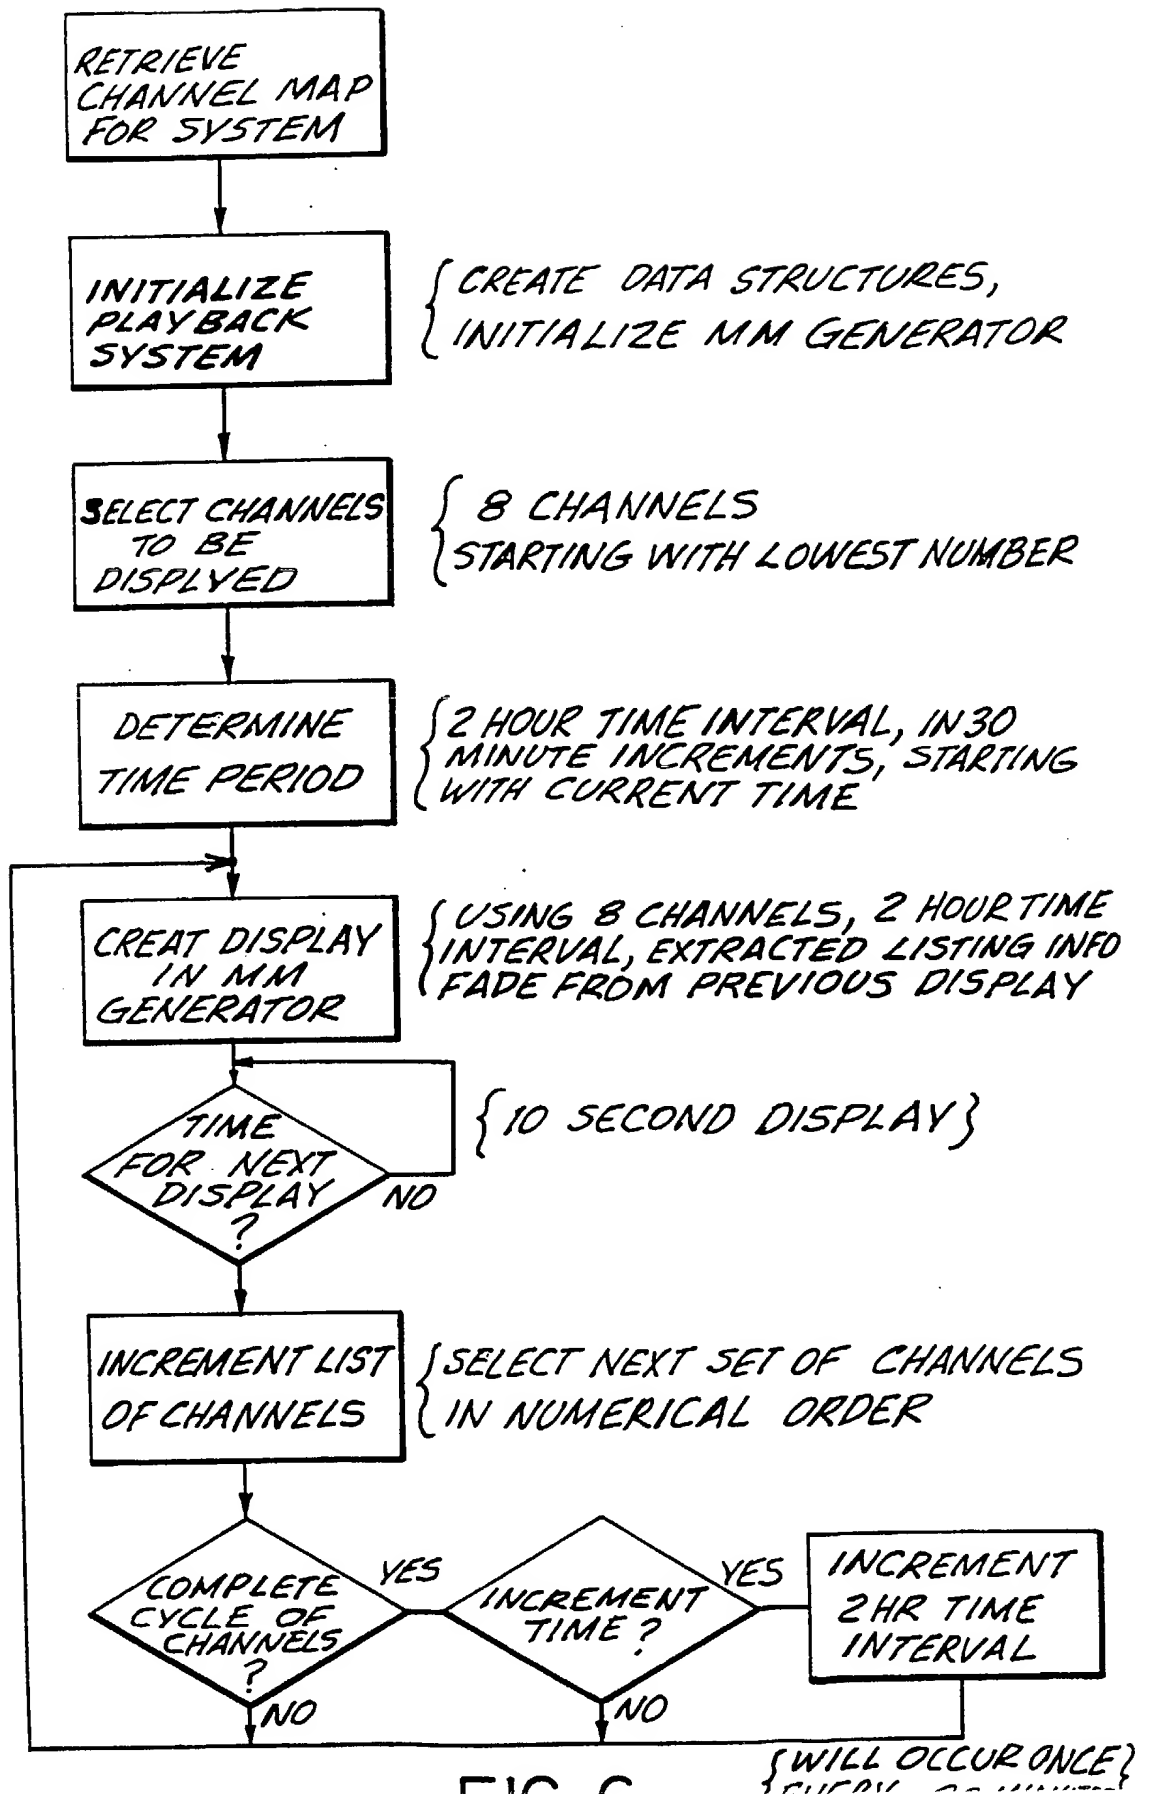 RETRIEVE
CHANNEL MAP
FOR SYSTEM
INITIALIZE
PLAYBACK
SYSTEM
{ CREATE DATA STRUCTURES,
INITIALIZE MM GENERATOR
SELECT CHANNELS
TO BE
DISPLYED
{ 8 CHANNELS
STARTING WITH LOWEST NUMBER
DETERMINE
TIME PERIOD
{ 2 HOUR TIME INTERVAL, IN 30
MINUTE INCREMENTS, STARTING
WITH CURRENT TIME
CREAT DISPLAY
IN MM
GENERATOR
{ USING 8 CHANNELS, 2 HOUR TIME
INTERVAL, EXTRACTED LISTING INFO
FADE FROM PREVIOUS DISPLAY
TIME
FOR NEXT
DISPLAY
?
NO
{ 10 SECOND DISPLAY }
INCREMENT LIST
OF CHANNELS
{ SELECT NEXT SET OF CHANNELS
IN NUMERICAL ORDER
COMPLETE
CYCLE OF
CHANNELS
?
YES
NO
INCREMENT
TIME ?
YES
NO
INCREMENT
2 HR TIME
INTERVAL
{ WILL OCCUR ONCE }
EVERY
FIG. 6